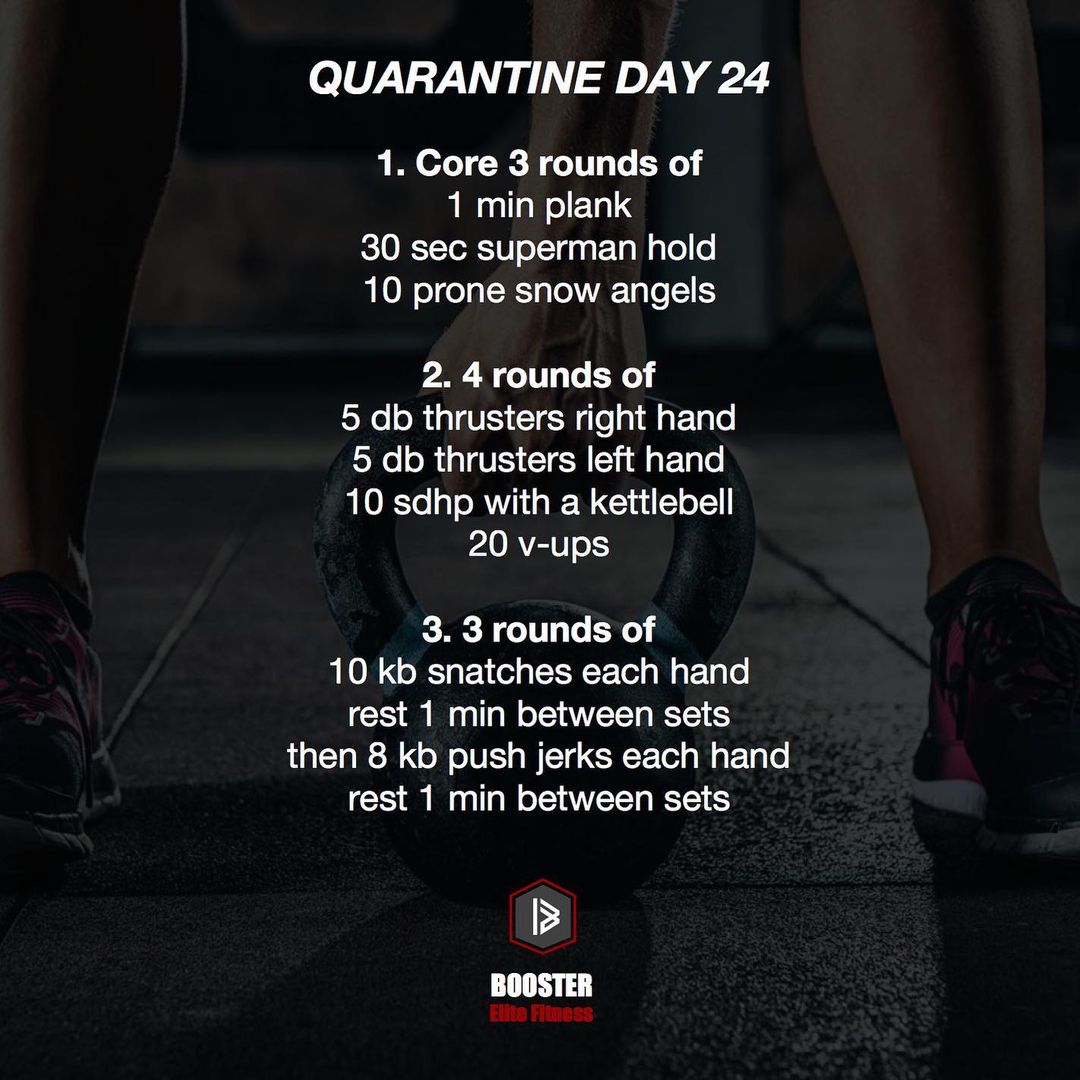 QUARANTINE DAY 24
1. Core 3 rounds of
1 min plank
30 sec superman hold
10 prone snow angels
2. 4 rounds of
5 db thrusters right hand
5 db thrusters left hand
10 sdhp with a kettlebell
20 v-ups
3. 3 rounds of
10 kb snatches each hand
rest 1 min between sets
then 8 kb push jerks each hand
rest 1 min between sets
BOOSTER
Elite Fitness